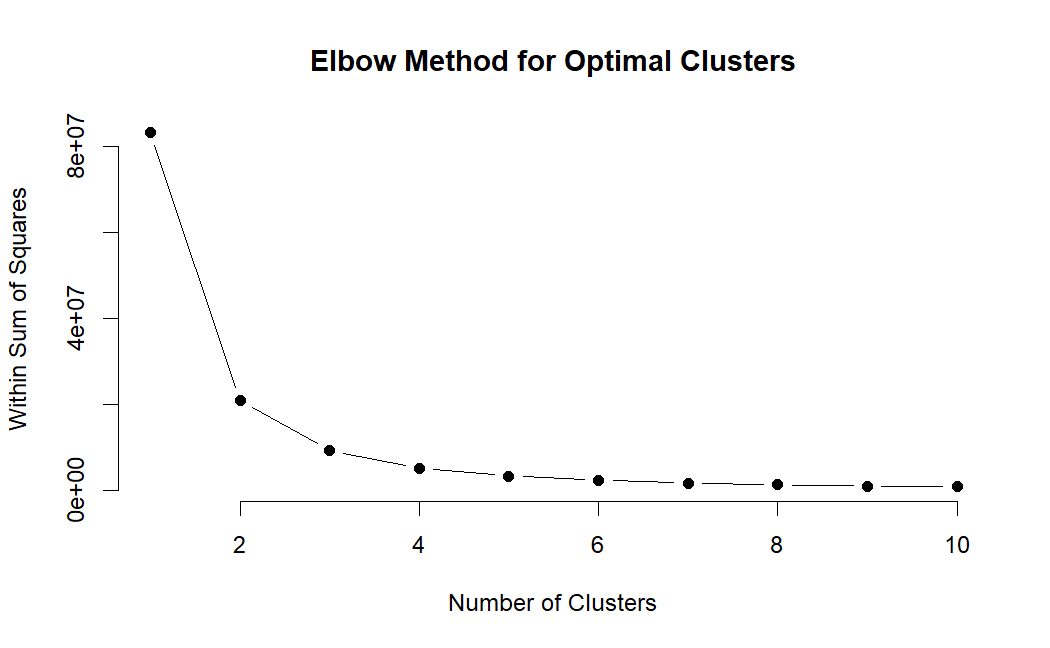 Elbow Method for Optimal Clusters
Within Sum of Squares
8e+07
4e+07
0e+00
2 4 6 8 10
Number of Clusters